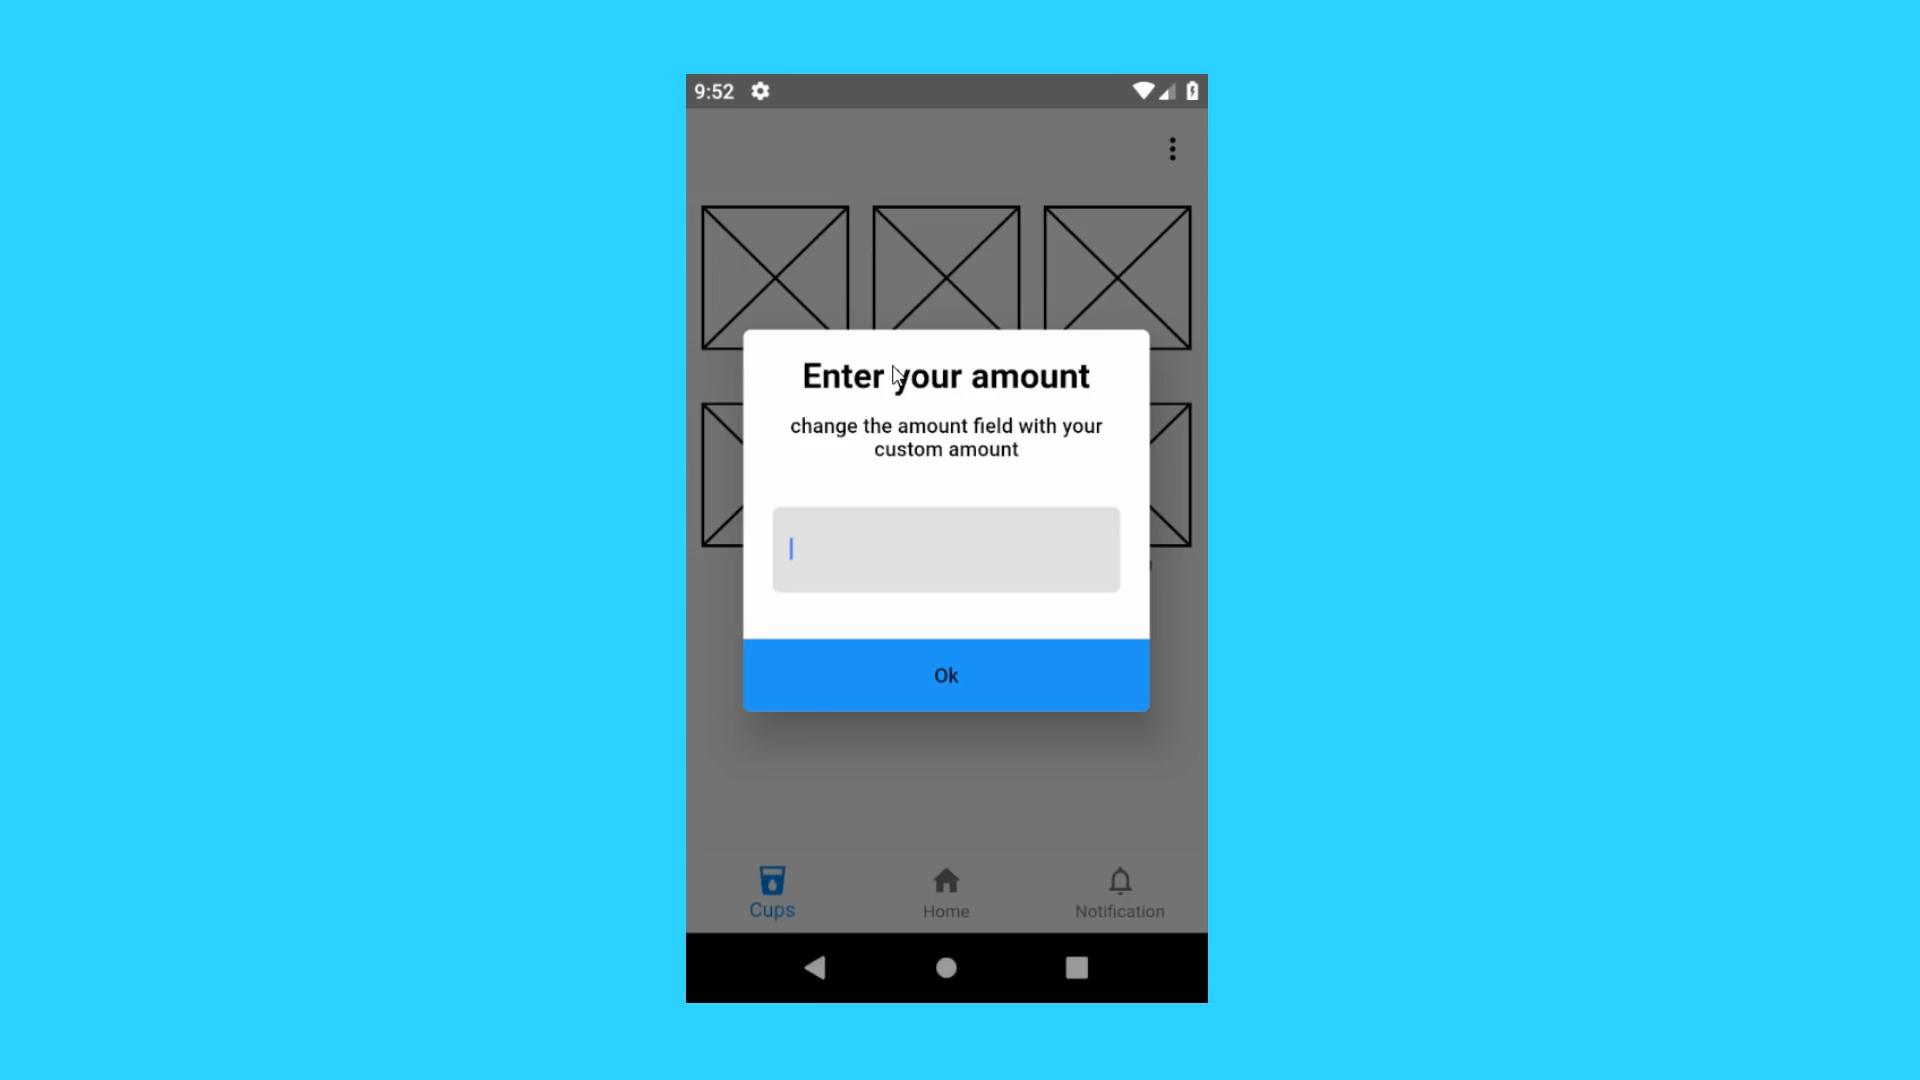 9:52
Enter your amount
change the amount field with your
custom amount
Ok
Cups
Home
Notification